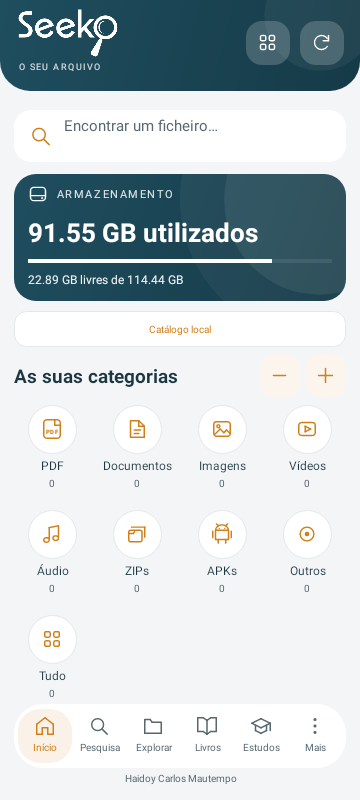 Seeko
O SEU ARQUIVO
Encontrar um ficheiro…
ARMAZENAMENTO
91.55 GB utilizados
22.89 GB livres de 114.44 GB
Catálogo local
As suas categorias
PDF
PDF Documentos Imagens Vídeos
0 0 0 0
Áudio ZIPs APKs Outros
0 0 0 0
Tudo
0
Início Pesquisa Explorar Livros Estudos Mais
Haidoy Carlos Mautempo